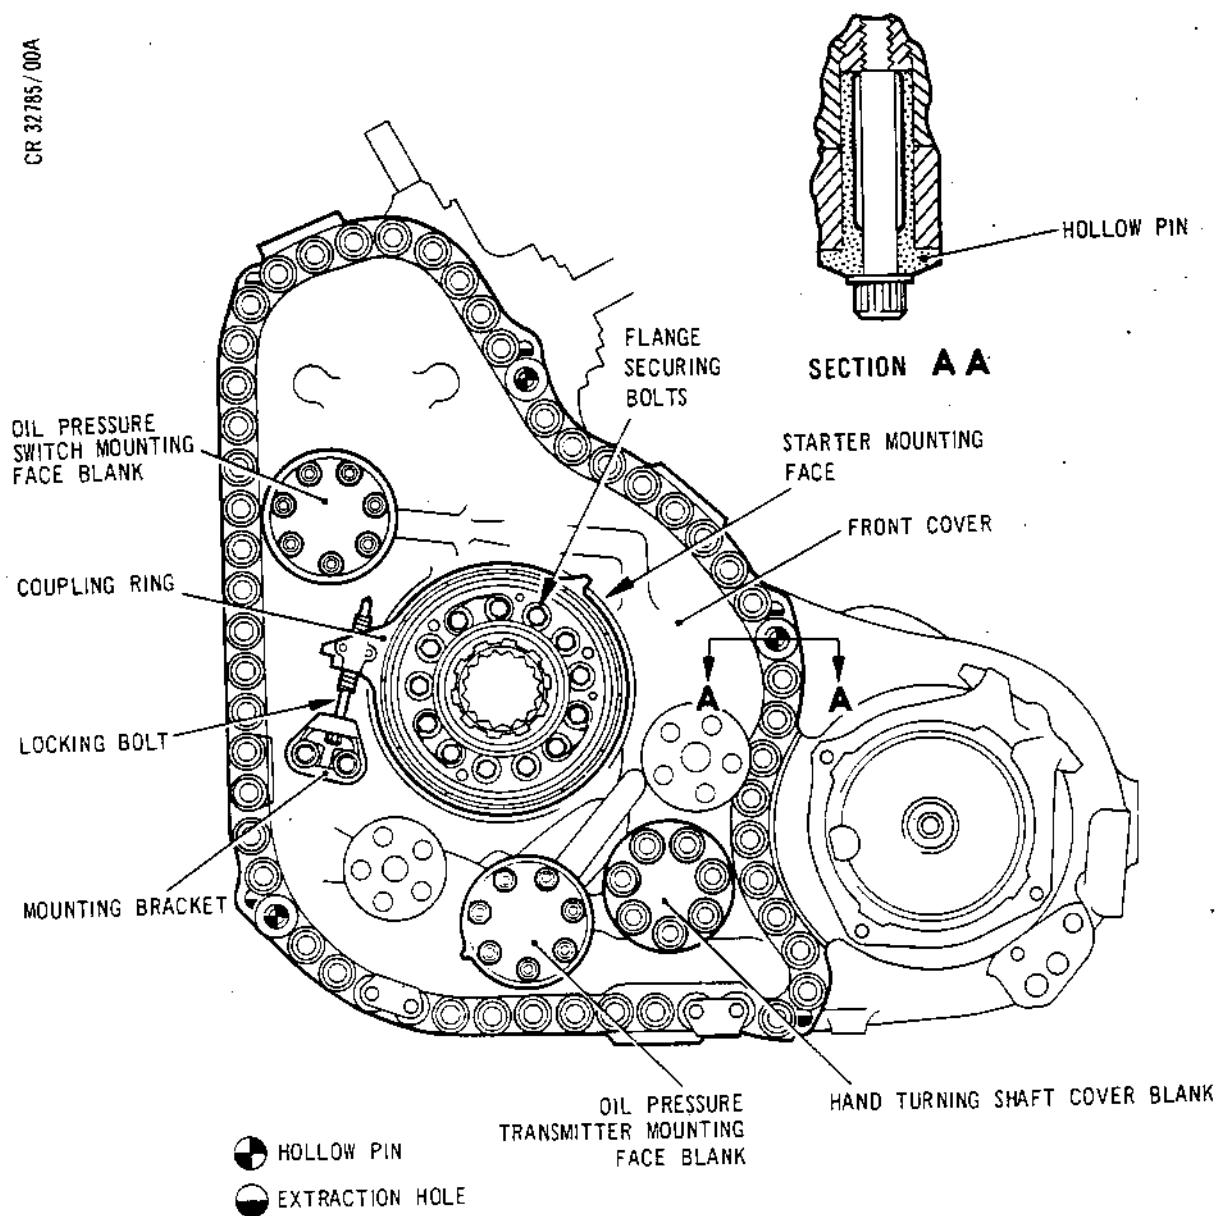 CR 32785/00A
HOLLOW PIN
SECTION A A
FLANGE
SECURING
BOLTS
OIL PRESSURE
SWITCH MOUNTING
FACE BLANK
STARTER MOUNTING
FACE
FRONT COVER
COUPLING RING
A
A
LOCKING BOLT
MOUNTING BRACKET
OIL PRESSURE
TRANSMITTER MOUNTING
FACE BLANK
HAND TURNING SHAFT COVER BLANK
HOLLOW PIN
EXTRACTION HOLE